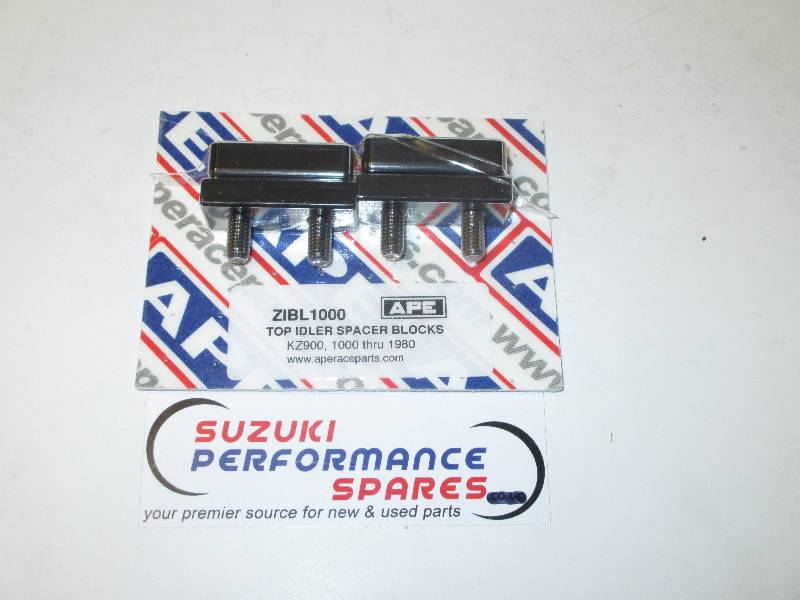 ZIBL1000 APE
TOP IDLER SPACER BLOCKS
KZ900, 1000 thru 1980
www.aperaceparts.com
SUZUKI
PERFORMANCE
SPARES.co.uk
your premier source for new & used parts